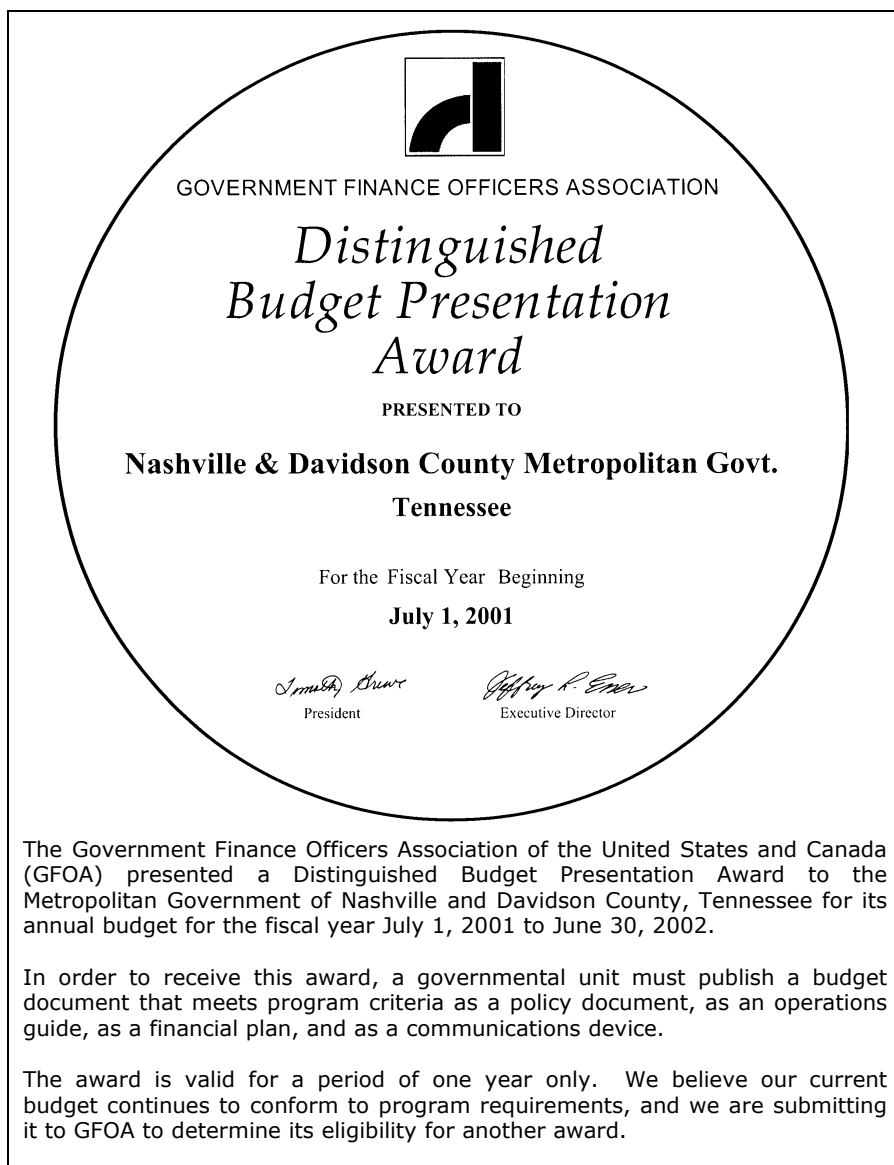 GOVERNMENT FINANCE OFFICERS ASSOCIATION
Distinguished
Budget Presentation
Award
PRESENTED TO
Nashville & Davidson County Metropolitan Govt.
Tennessee
For the Fiscal Year Beginning
July 1, 2001
President
Jeffrey R. Esser
Executive Director
The Government Finance Officers Association of the United States and Canada
(GFOA) presented a Distinguished Budget Presentation Award to the
Metropolitan Government of Nashville and Davidson County, Tennessee for its
annual budget for the fiscal year July 1, 2001 to June 30, 2002.
In order to receive this award, a governmental unit must publish a budget
document that meets program criteria as a policy document, as an operations
guide, as a financial plan, and as a communications device.
The award is valid for a period of one year only. We believe our current
budget continues to conform to program requirements, and we are submitting
it to GFOA to determine its eligibility for another award.